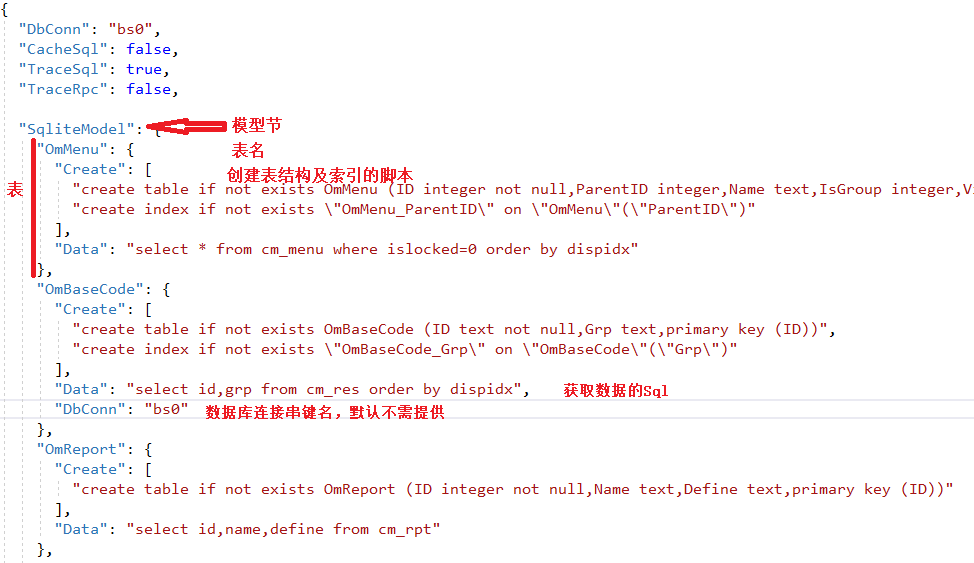 {
"DbConn": "bs0",
"CacheSql": false,
"TraceSql": true,
"TraceRpc": false,
"SqliteModel": { 模型节
"OmMenu": { 表名
"Create": [ 创建表结构及索引的脚本
表 "create table if not exists OmMenu (ID integer not null,ParentID integer,Name text,IsGroup integer,Vi
"create index if not exists \"OmMenu_ParentID\" on \"OmMenu\"(\"ParentID\")"
],
"Data": "select * from cm_menu where islocked=0 order by dispidx"
},
"OmBaseCode": {
"Create": [
"create table if not exists OmBaseCode (ID text not null,Grp text,primary key (ID))",
"create index if not exists \"OmBaseCode_Grp\" on \"OmBaseCode\"(\"Grp\")"
],
"Data": "select id,grp from cm_res order by dispidx", 获取数据的Sql
"DbConn": "bs0" 数据库连接串键名，默认不需提供
},
"OmReport": {
"Create": [
"create table if not exists OmReport (ID integer not null,Name text,Define text,primary key (ID))"
],
"Data": "select id,name,define from cm_rpt"
},